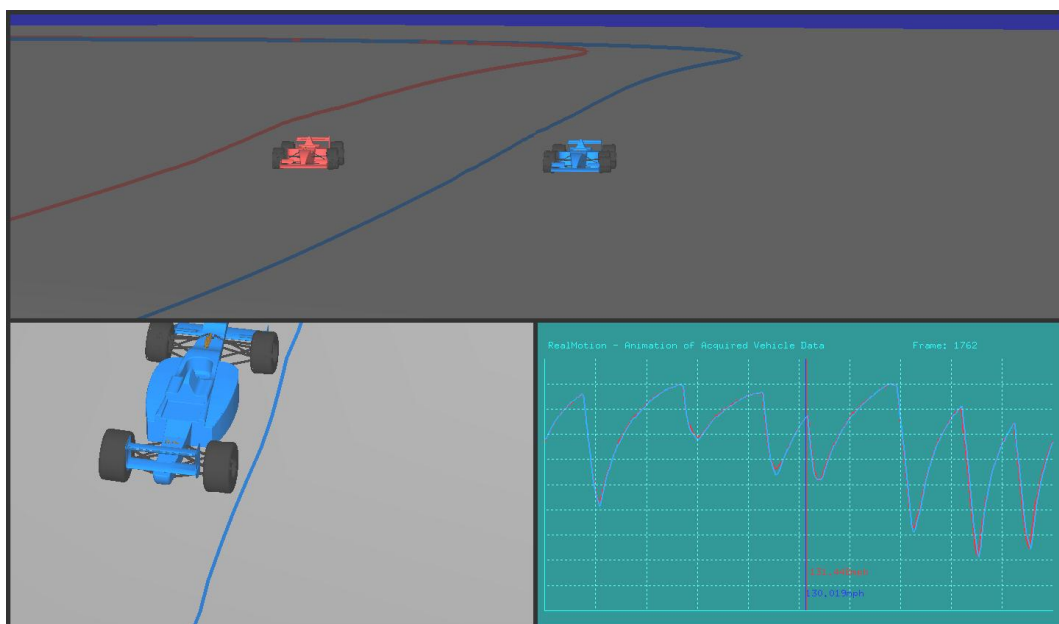 RealMotion - Animation of Acquired Vehicle Data
Frame: 1762
130.019mph